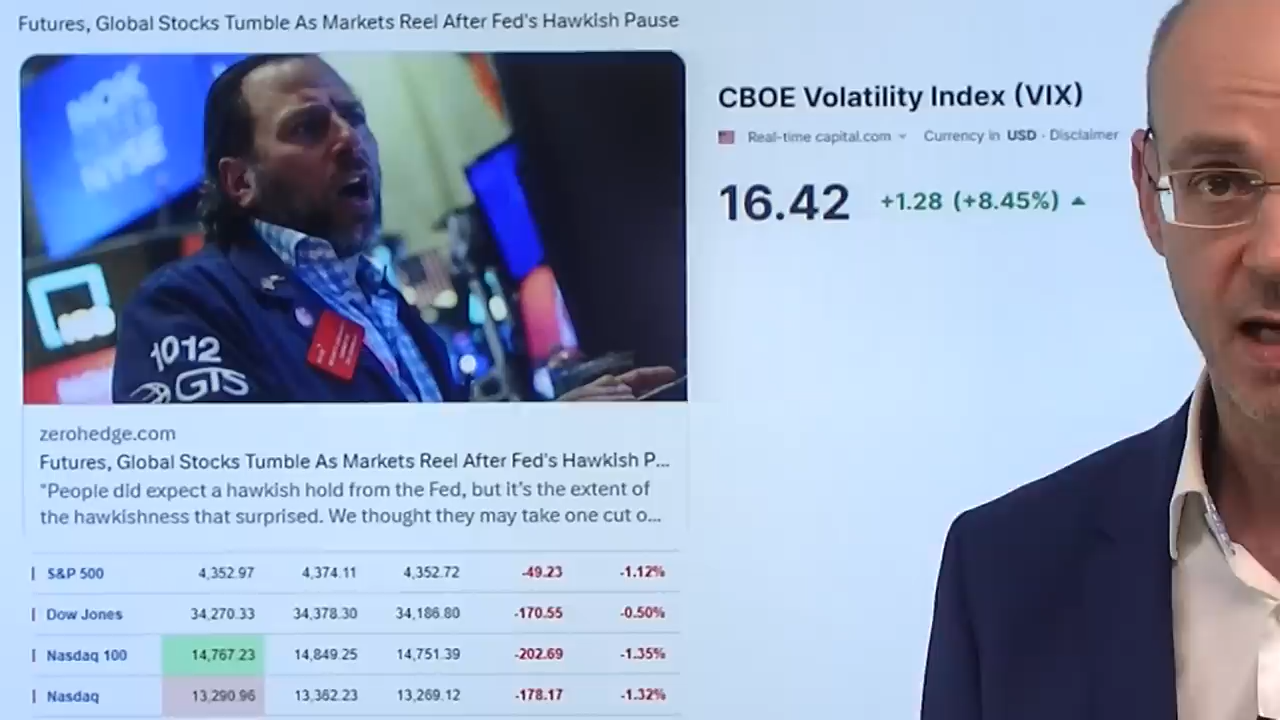 Futures, Global Stocks Tumble As Markets Reel After Fed's Hawkish Pause
NYSE
1012
GTS
zerohedge.com
Futures, Global Stocks Tumble As Markets Reel After Fed's Hawkish P...
"People did expect a hawkish hold from the Fed, but it's the extent of
the hawkishness that surprised. We thought they may take one cut o...
S&P 500 4,352.97 4,374.11 4,352.72 -49.23 -1.12%
Dow Jones 34,270.33 34,378.30 34,186.80 -170.55 -0.50%
Nasdaq 100 14,767.23 14,849.25 14,751.39 -202.69 -1.35%
Nasdaq 13,290.96 13,362.23 13,269.12 -178.17 -1.32%
CBOE Volatility Index (VIX)
Real-time capital.com Currency in USD · Disclaimer
16.42 +1.28 (+8.45%)